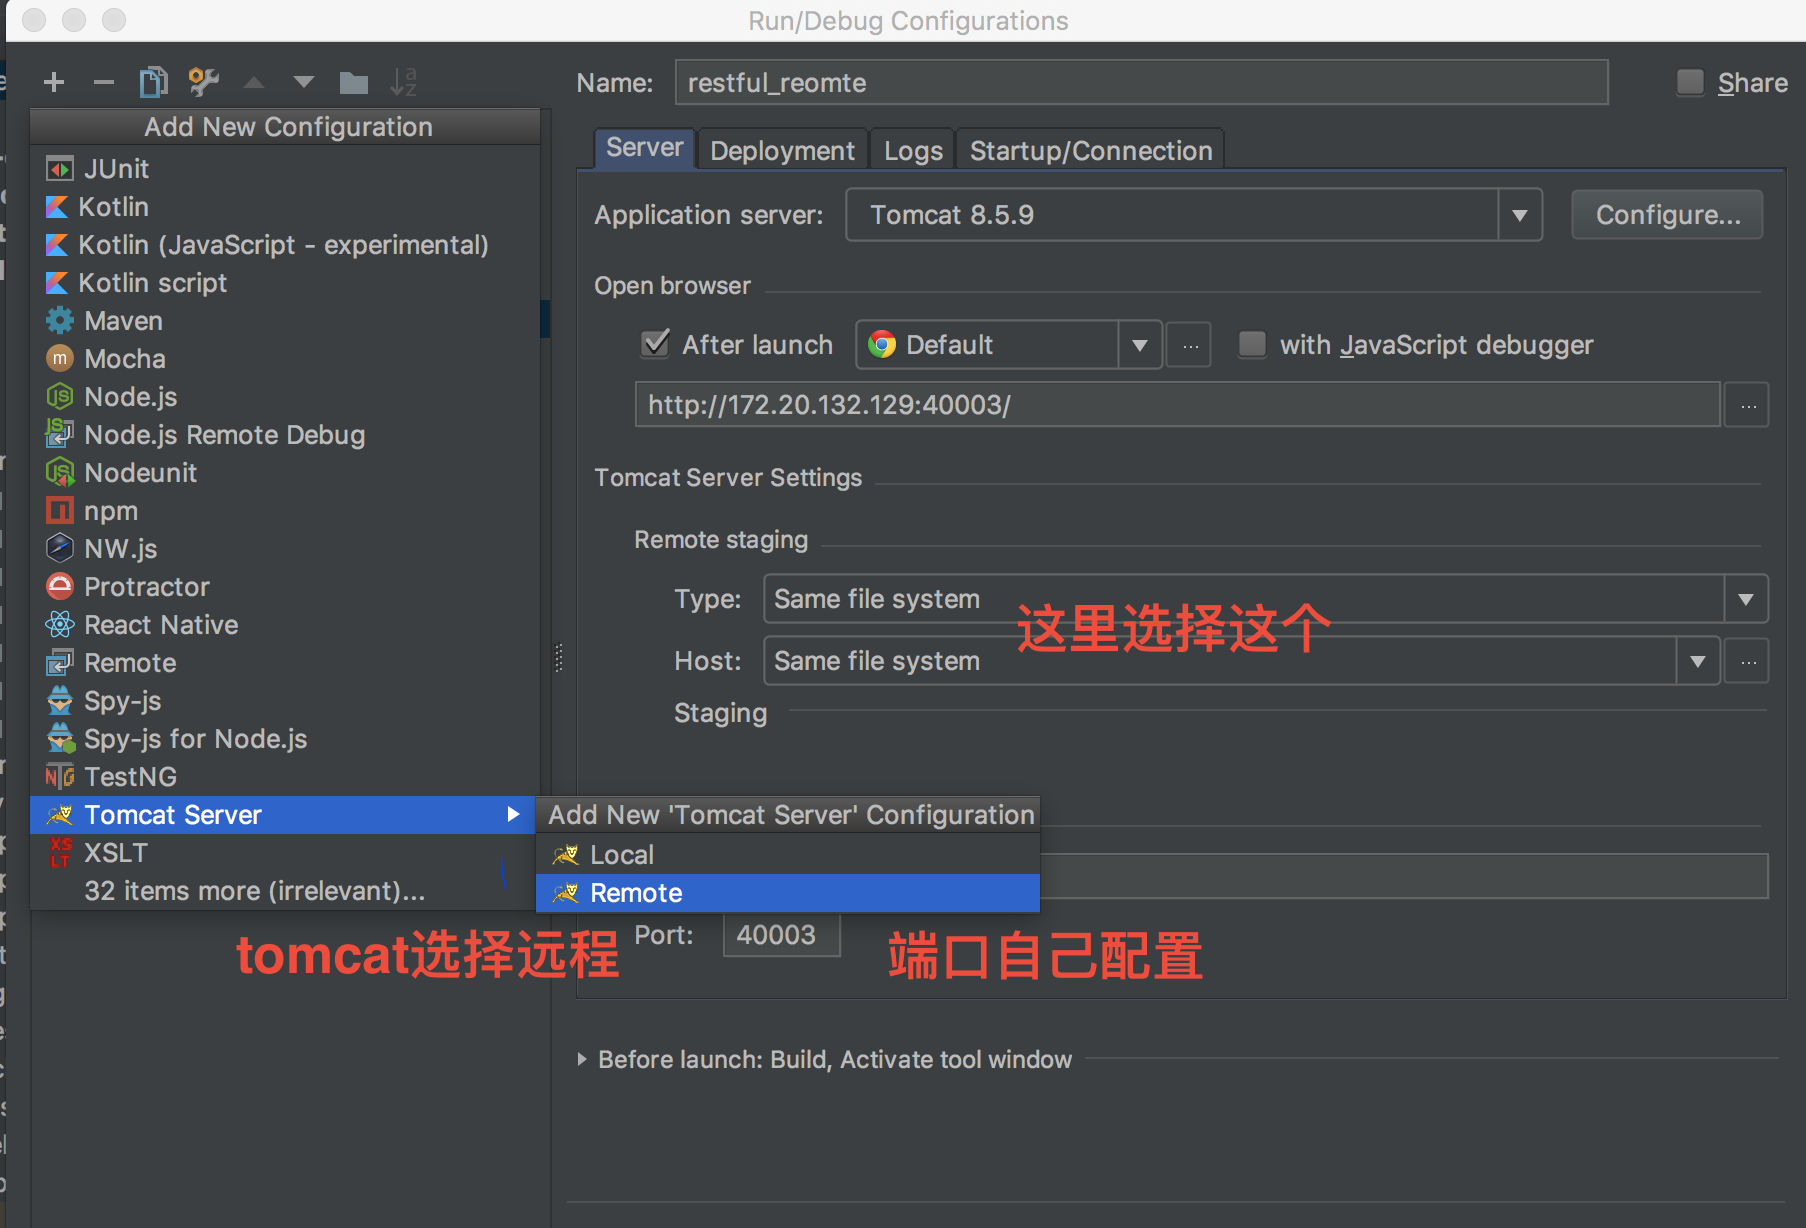 Run/Debug Configurations
Name: restful_reomte Share
Add New Configuration
JUnit
Kotlin
Kotlin (JavaScript - experimental)
Kotlin script
Maven
Mocha
Node.js
Node.js Remote Debug
Nodeunit
npm
NW.js
Protractor
React Native
Remote
Spy-js
Spy-js for Node.js
TestNG
Tomcat Server
XSLT
32 items more (irrelevant)...
Add New 'Tomcat Server' Configuration
Local
Remote
tomcat选择远程
Server Deployment Logs Startup/Connection
Application server: Tomcat 8.5.9 Configure...
Open browser
After launch Default ... with JavaScript debugger
http://172.20.132.129:40003/ ...
Tomcat Server Settings
Remote staging
Type: Same file system
这里选择这个
Host: Same file system ...
Staging
Port: 40003
端口自己配置
Before launch: Build, Activate tool window